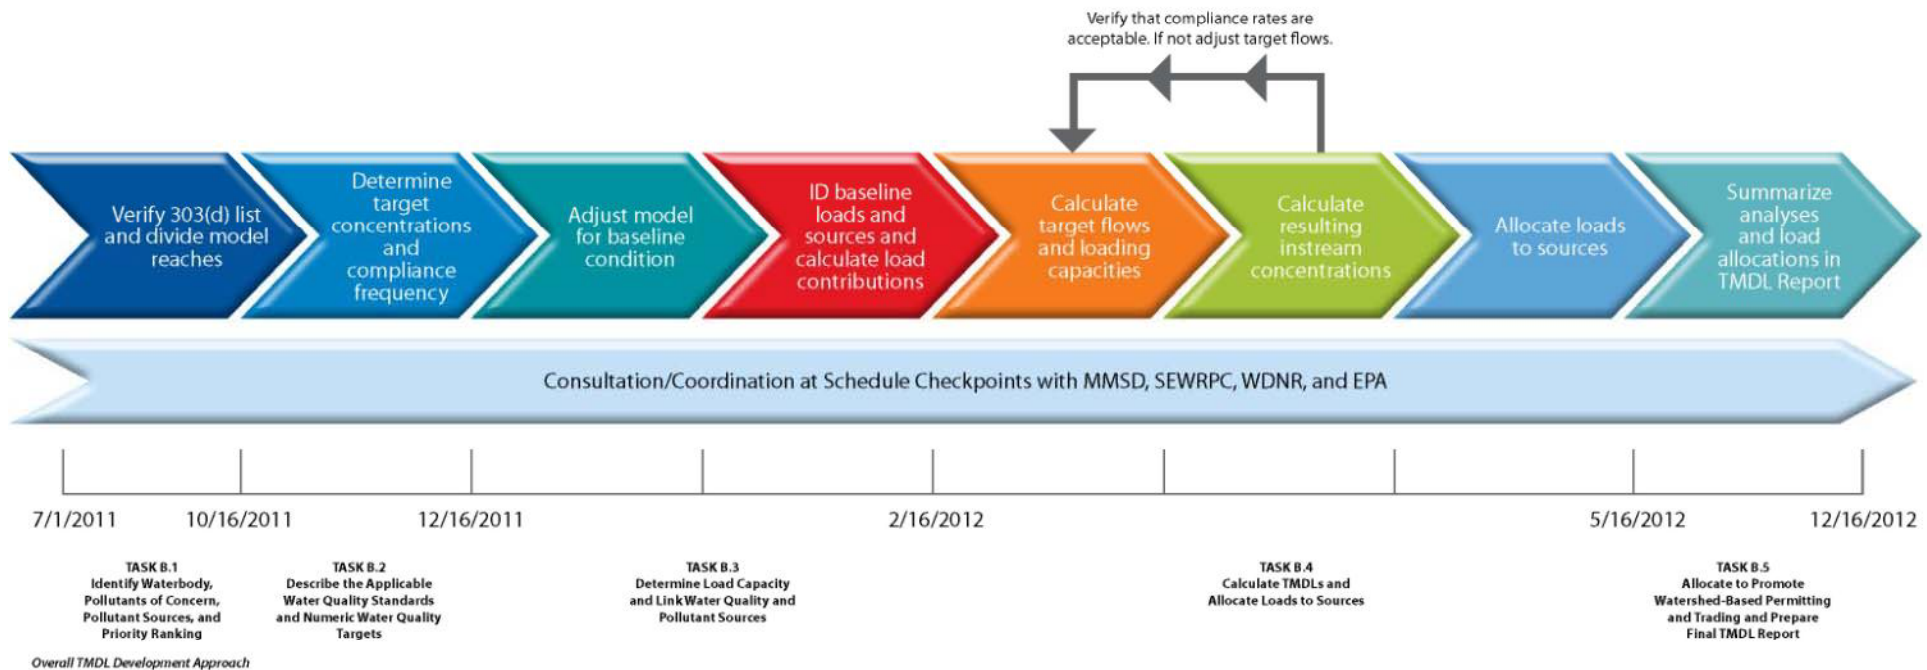 Verify that compliance rates are
acceptable. If not adjust target flows.
Verify 303(d) list
and divide model
reaches
Determine
target
concentrations
and
compliance
frequency
Adjust model
for baseline
condition
ID baseline
loads and
sources and
calculate load
contributions
Calculate
target flows
and loading
capacities
Calculate
resulting
instream
concentrations
Allocate loads
to sources
Summarize
analyses
and load
allocations in
TMDL Report
Consultation/Coordination at Schedule Checkpoints with MMSD, SEWRPC, WDNR, and EPA
7/1/2011
10/16/2011
12/16/2011
2/16/2012
5/16/2012
12/16/2012
TASK B.1
Identify Waterbody,
Pollutants of Concern,
Pollutant Sources, and
Priority Ranking
TASK B.2
Describe the Applicable
Water Quality Standards
and Numeric Water Quality
Targets
TASK B.3
Determine Load Capacity
and Link Water Quality and
Pollutant Sources
TASK B.4
Calculate TMDLs and
Allocate Loads to Sources
TASK B.5
Allocate to Promote
Watershed-Based Permitting
and Trading and Prepare
Final TMDL Report
Overall TMDL Development Approach